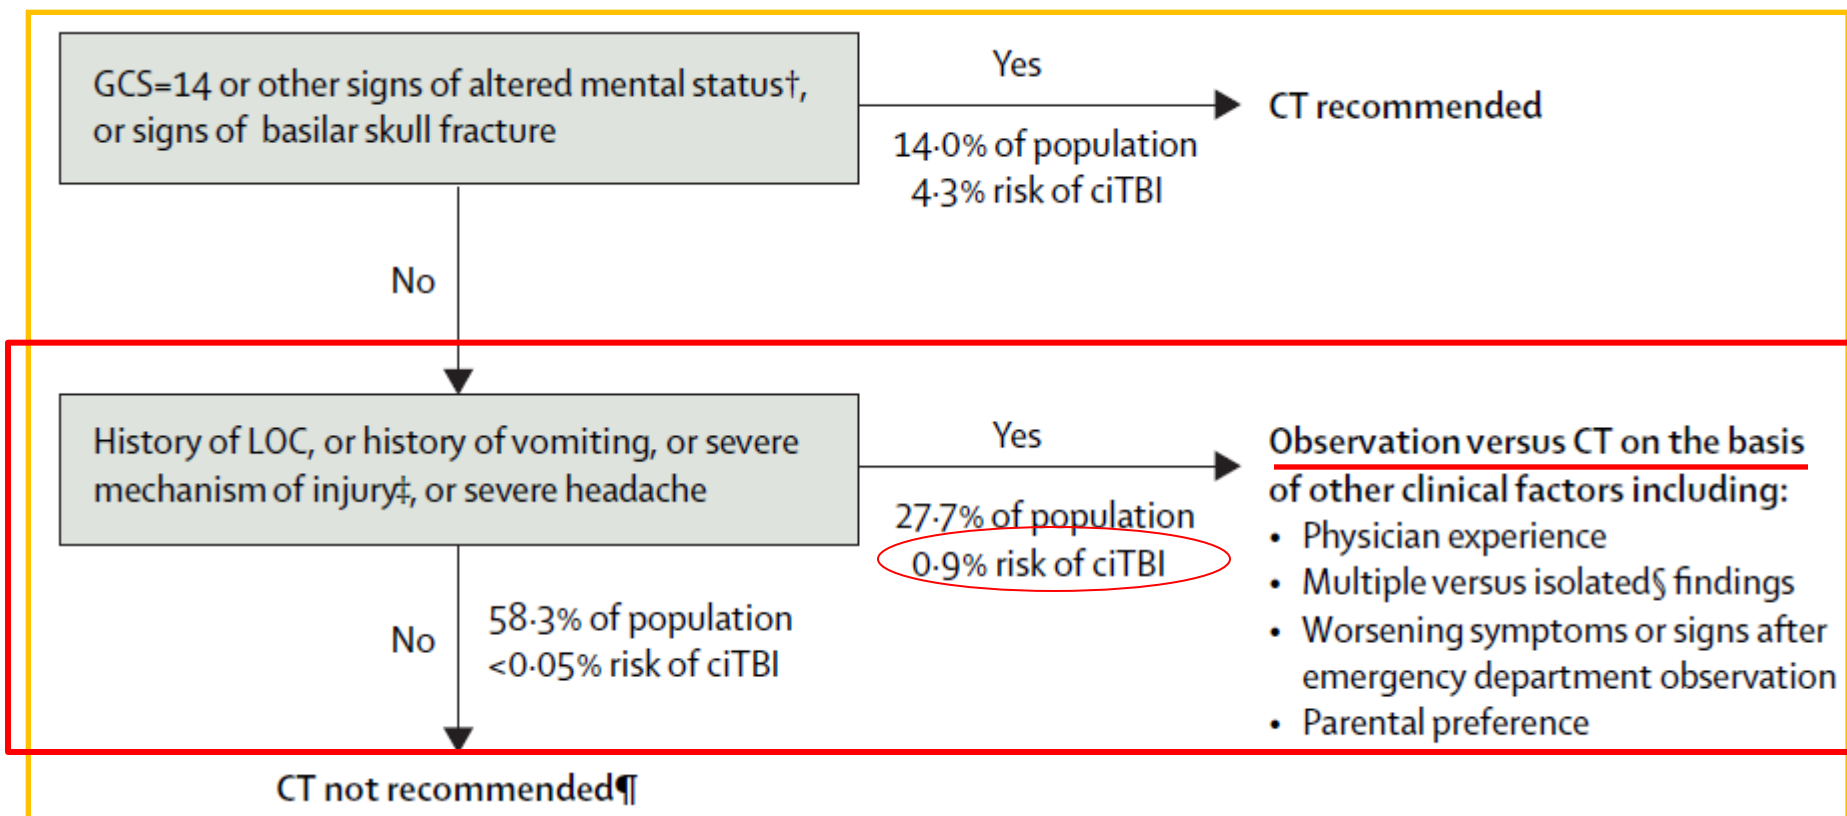 GCS=14 or other signs of altered mental status†,
or signs of basilar skull fracture
Yes
14·0% of population
4·3% risk of ciTBI
CT recommended
No
History of LOC, or history of vomiting, or severe
mechanism of injury‡, or severe headache
Yes
27·7% of population
0·9% risk of ciTBI
Observation versus CT on the basis
of other clinical factors including:
• Physician experience
• Multiple versus isolated§ findings
• Worsening symptoms or signs after
emergency department observation
• Parental preference
No
58·3% of population
<0·05% risk of ciTBI
CT not recommended¶